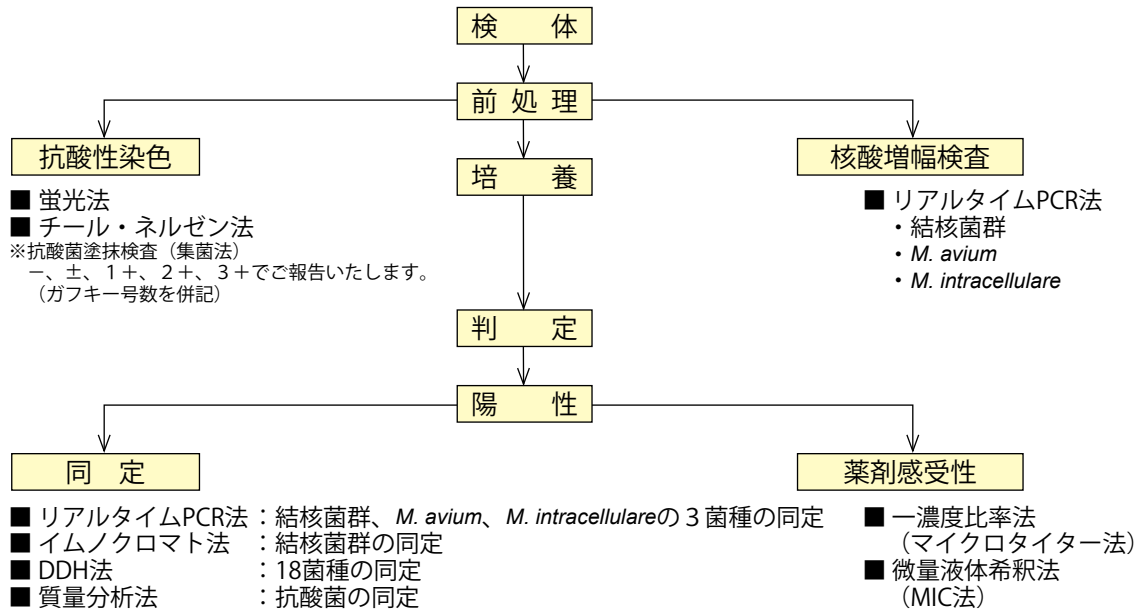 検　体
前 処 理
抗酸性染色
■ 蛍光法
■ チール・ネルゼン法
※抗酸菌塗抹検査（集菌法）
－、±、１＋、２＋、３＋でご報告いたします。
（ガフキー号数を併記）
培　養
核酸増幅検査
■ リアルタイムPCR法
・結核菌群
・M. avium
・M. intracellulare
判　定
陽　性
同　定
■ リアルタイムPCR法：結核菌群、M. avium、M. intracellulareの３菌種の同定
■ イムノクロマト法　：結核菌群の同定
■ DDH法　：18菌種の同定
■ 質量分析法　：抗酸菌の同定
薬剤感受性
■ 一濃度比率法
（マイクロタイター法）
■ 微量液体希釈法
（MIC法）